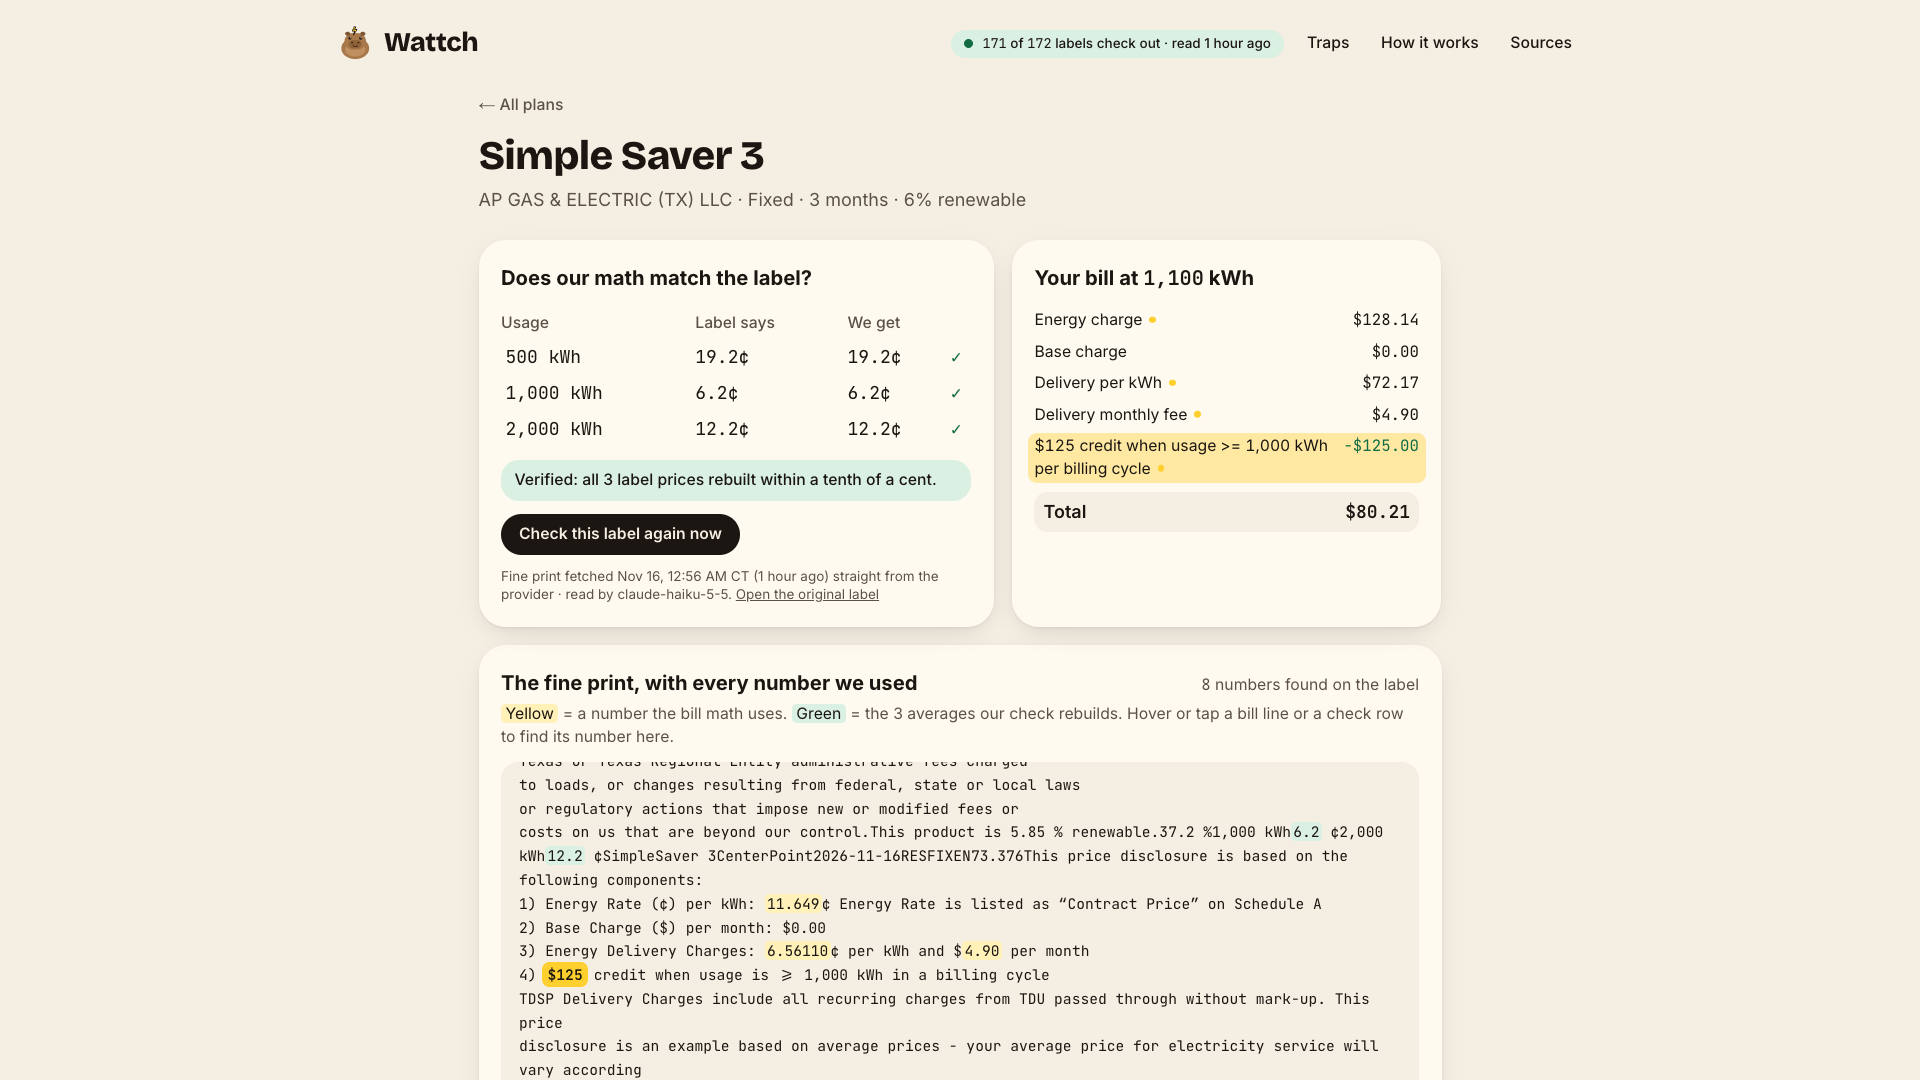 Wattch
171 of 172 labels check out · read 1 hour ago
Traps
How it works
Sources
← All plans
Simple Saver 3
AP GAS & ELECTRIC (TX) LLC · Fixed · 3 months · 6% renewable
Does our math match the label?
Usage Label says We get
500 kWh 19.2¢ 19.2¢ ✓
1,000 kWh 6.2¢ 6.2¢ ✓
2,000 kWh 12.2¢ 12.2¢ ✓
Verified: all 3 label prices rebuilt within a tenth of a cent.
Check this label again now
Fine print fetched Nov 16, 12:56 AM CT (1 hour ago) straight from the
provider · read by claude-haiku-5-5. Open the original label
Your bill at 1,100 kWh
Energy charge $128.14
Base charge $0.00
Delivery per kWh $72.17
Delivery monthly fee $4.90
$125 credit when usage >= 1,000 kWh -$125.00
per billing cycle
Total $80.21
The fine print, with every number we used
8 numbers found on the label
Yellow = a number the bill math uses. Green = the 3 averages our check rebuilds. Hover or tap a bill line or a check row
to find its number here.
Texas or Texas Regional Entity administrative fees charged
to loads, or changes resulting from federal, state or local laws
or regulatory actions that impose new or modified fees or
costs on us that are beyond our control.This product is 5.85 % renewable.37.2 %1,000 kWh6.2 ¢2,000
kWh12.2 ¢SimpleSaver 3CenterPoint2026-11-16RESFIXEN73.376This price disclosure is based on the
following components:
1) Energy Rate (¢) per kWh: 11.649¢ Energy Rate is listed as “Contract Price” on Schedule A
2) Base Charge ($) per month: $0.00
3) Energy Delivery Charges: 6.56110¢ per kWh and $4.90 per month
4) $125 credit when usage is ⩾ 1,000 kWh in a billing cycle
TDSP Delivery Charges include all recurring charges from TDU passed through without mark-up. This
price
disclosure is an example based on average prices - your average price for electricity service will
vary according